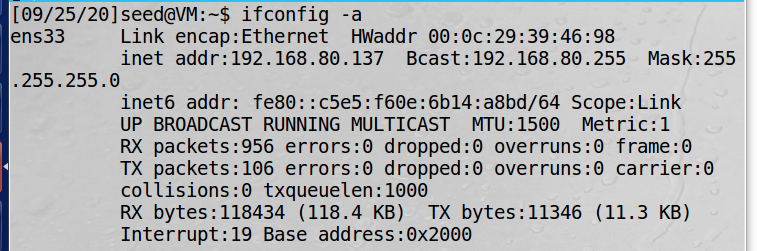 [09/25/20]seed@VM:~$ ifconfig -a
ens33     Link encap:Ethernet  HWaddr 00:0c:29:39:46:98
          inet addr:192.168.80.137  Bcast:192.168.80.255  Mask:255
.255.255.0
          inet6 addr: fe80::c5e5:f60e:6b14:a8bd/64 Scope:Link
          UP BROADCAST RUNNING MULTICAST  MTU:1500  Metric:1
          RX packets:956 errors:0 dropped:0 overruns:0 frame:0
          TX packets:106 errors:0 dropped:0 overruns:0 carrier:0
          collisions:0 txqueuelen:1000
          RX bytes:118434 (118.4 KB)  TX bytes:11346 (11.3 KB)
          Interrupt:19 Base address:0x2000